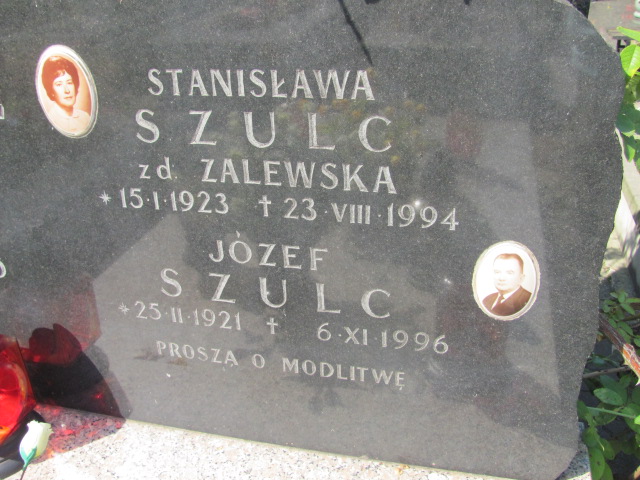 STANISŁAWA
SZULC
zd. ZALEWSKA
*15·I·1923 †23·VIII·1994
JÓZEF
SZULC
*25·II·1921 † 6·XI·1996
PROSZĄ O MODLITWĘ